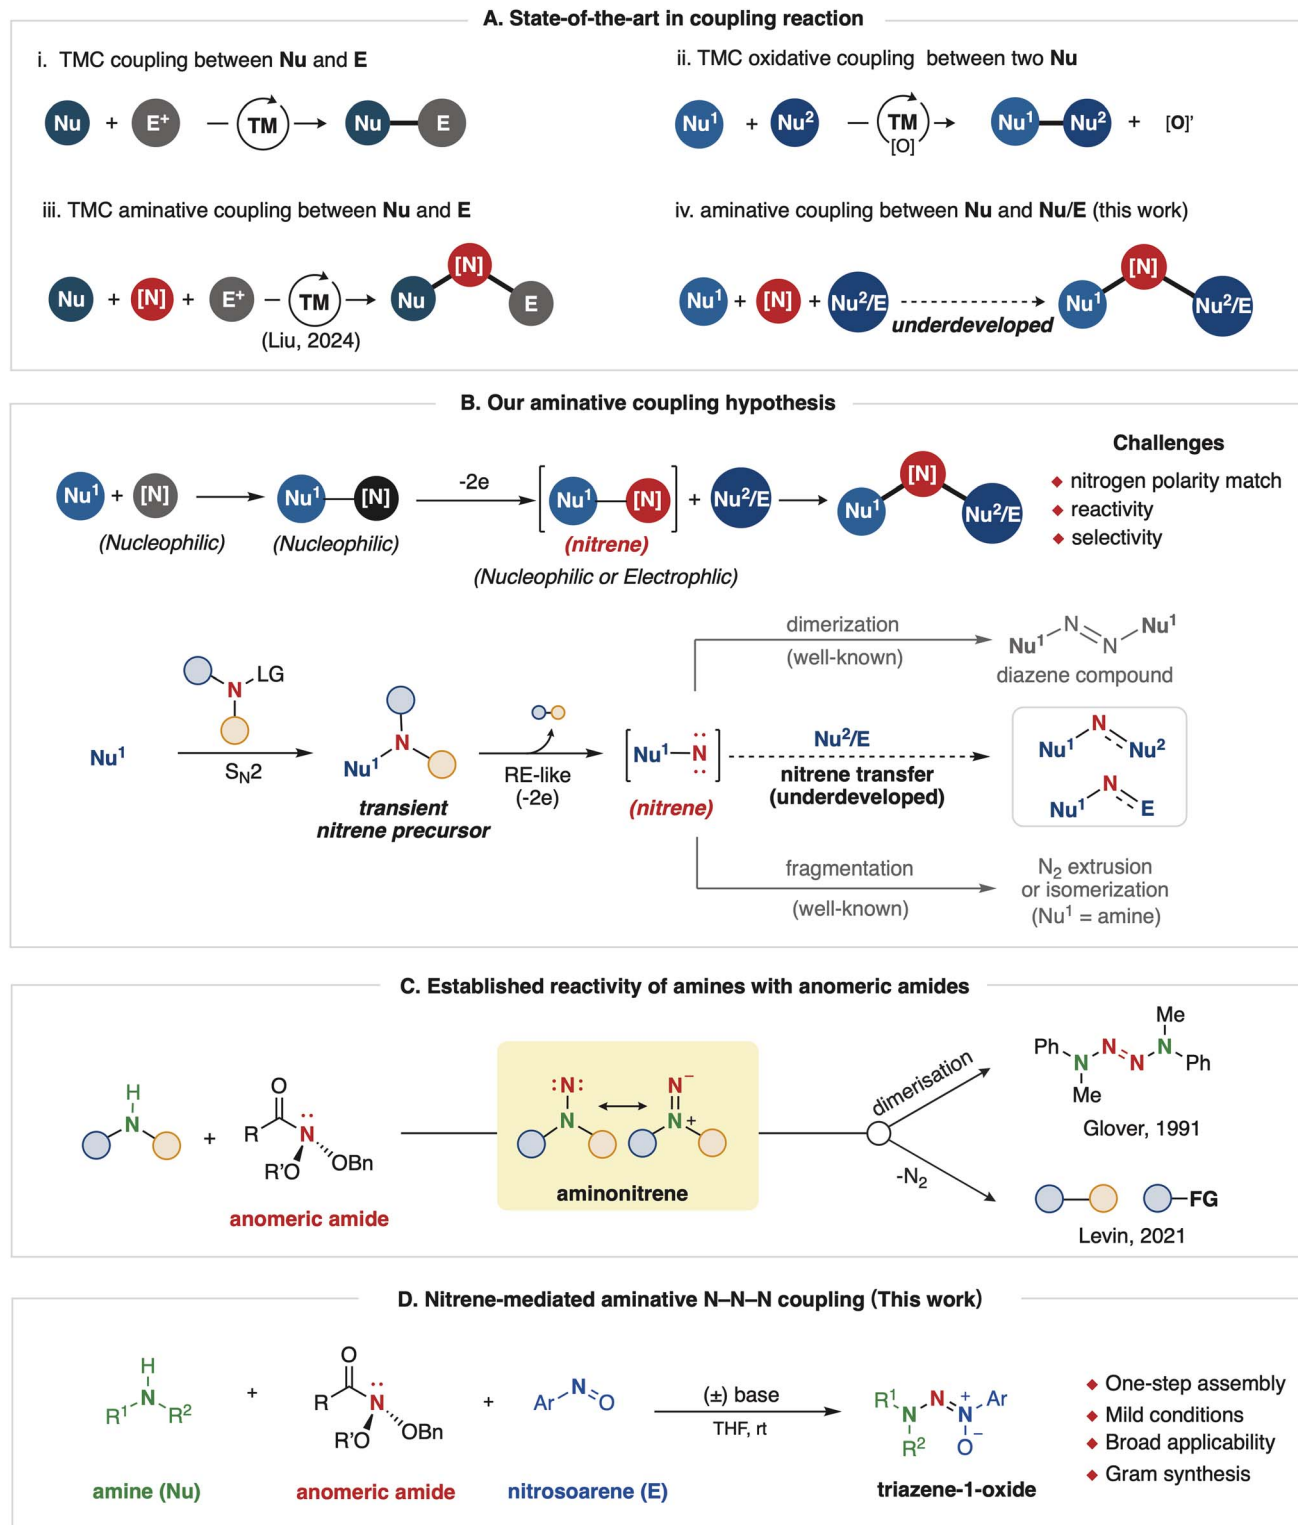 A. State-of-the-art in coupling reaction
i. TMC coupling between Nu and E
Nu + E⁺ TM Nu E
ii. TMC oxidative coupling between two Nu
Nu¹ + Nu² TM [O] Nu¹ Nu² + [O]'
iii. TMC aminative coupling between Nu and E
Nu + [N] + E⁺ TM Nu [N] E
(Liu, 2024)
iv. aminative coupling between Nu and Nu/E (this work)
Nu¹ + [N] + Nu²/E underdeveloped Nu¹ [N] Nu²/E
B. Our aminative coupling hypothesis
Nu¹ + [N] Nu¹ [N] -2e Nu¹ [N] + Nu²/E Nu¹ [N] Nu²/E
(Nucleophilic) (Nucleophilic) (nitrene)
(Nucleophilic or Electrophlic)
Challenges
nitrogen polarity match
reactivity
selectivity
Nu¹
N LG
SN2
Nu¹ N
transient
nitrene precursor
RE-like
(-2e)
Nu¹ N
(nitrene)
dimerization
(well-known)
Nu¹ N N Nu¹
diazene compound
Nu²/E
nitrene transfer
(underdeveloped)
Nu¹ N Nu²
Nu¹ N E
fragmentation
(well-known)
N₂ extrusion
or isomerization
(Nu¹ = amine)
C. Established reactivity of amines with anomeric amides
H
N
+
O
R N
R'O OBn
anomeric amide
:N: N⁻
N N⁺
aminonitrene
dimerisation
Me
Ph N N N N Ph
Me
Glover, 1991
-N₂
FG
Levin, 2021
D. Nitrene-mediated aminative N–N–N coupling (This work)
H
N
R¹ R²
amine (Nu)
+
O
R N
R'O OBn
anomeric amide
+
Ar N O
nitrosoarene (E)
(±) base
THF, rt
R¹ N N N⁺ Ar
R² O⁻
triazene-1-oxide
One-step assembly
Mild conditions
Broad applicability
Gram synthesis